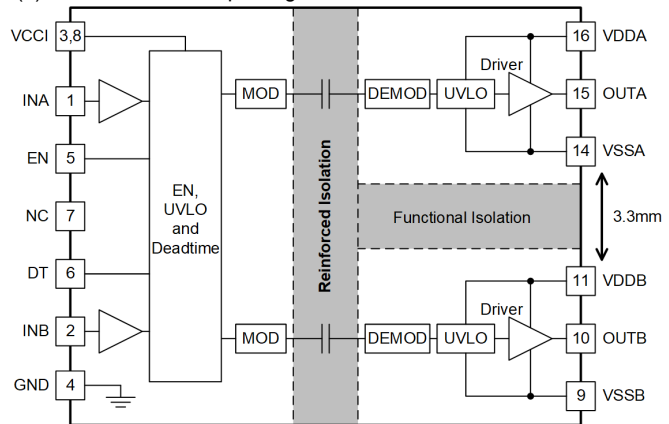 VCCI 3,8
INA 1
EN 5
NC 7
DT 6
INB 2
GND 4
EN,
UVLO
and
Deadtime
MOD
MOD
Reinforced Isolation
DEMOD UVLO Driver
16 VDDA
15 OUTA
14 VSSA
Functional Isolation
3.3mm
DEMOD UVLO Driver
11 VDDB
10 OUTB
9 VSSB